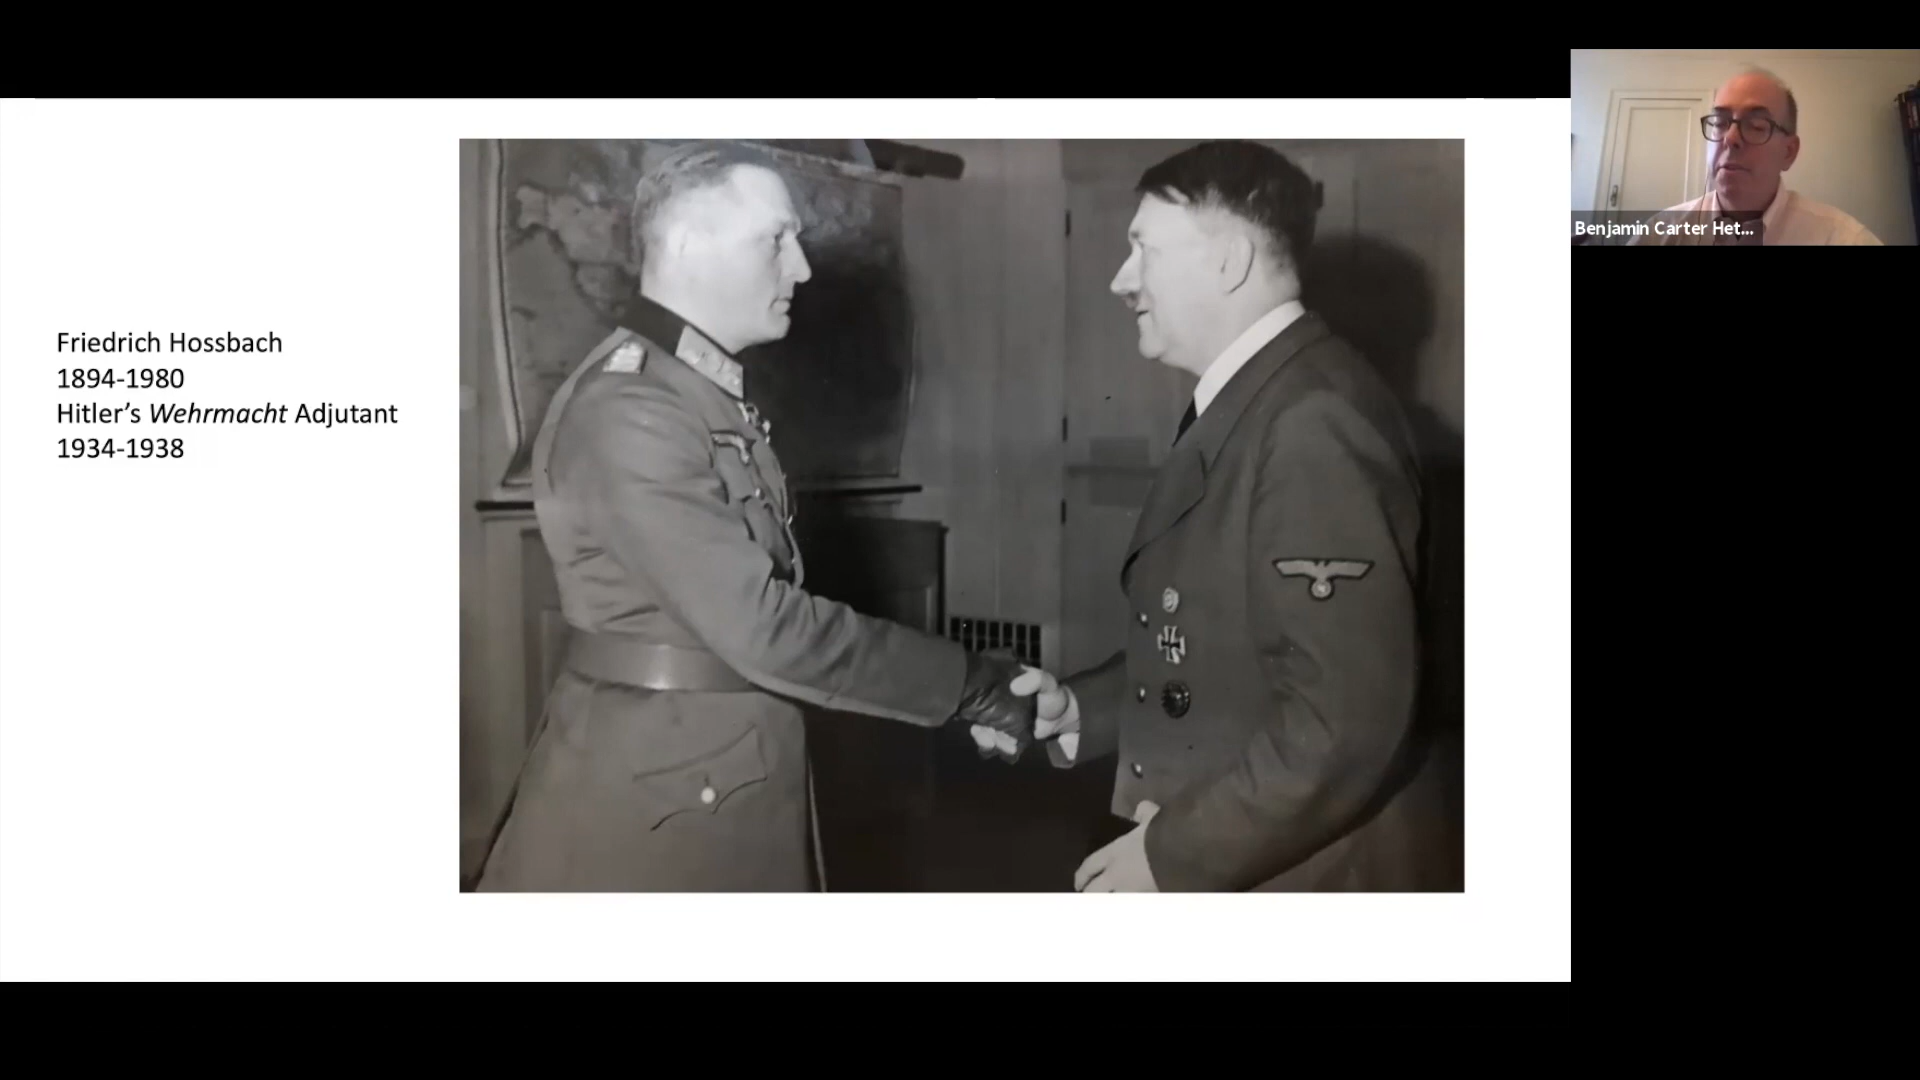 Friedrich Hossbach
1894-1980
Hitler’s Wehrmacht Adjutant
1934-1938
Benjamin Carter Het...